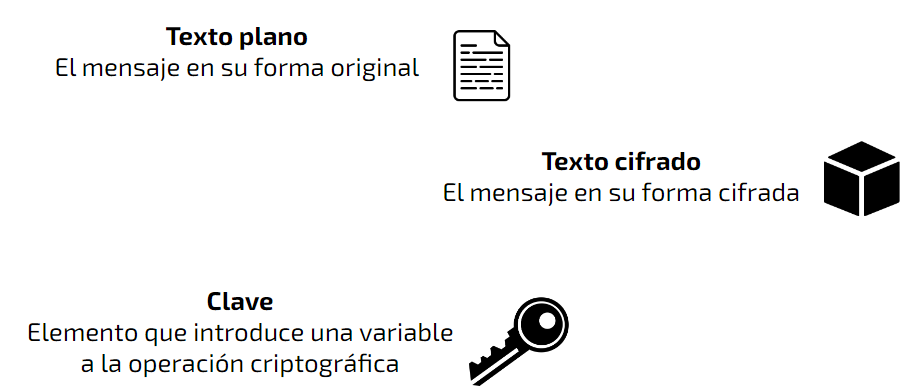 Texto plano
El mensaje en su forma original
Texto cifrado
El mensaje en su forma cifrada
Clave
Elemento que introduce una variable
a la operación criptográfica